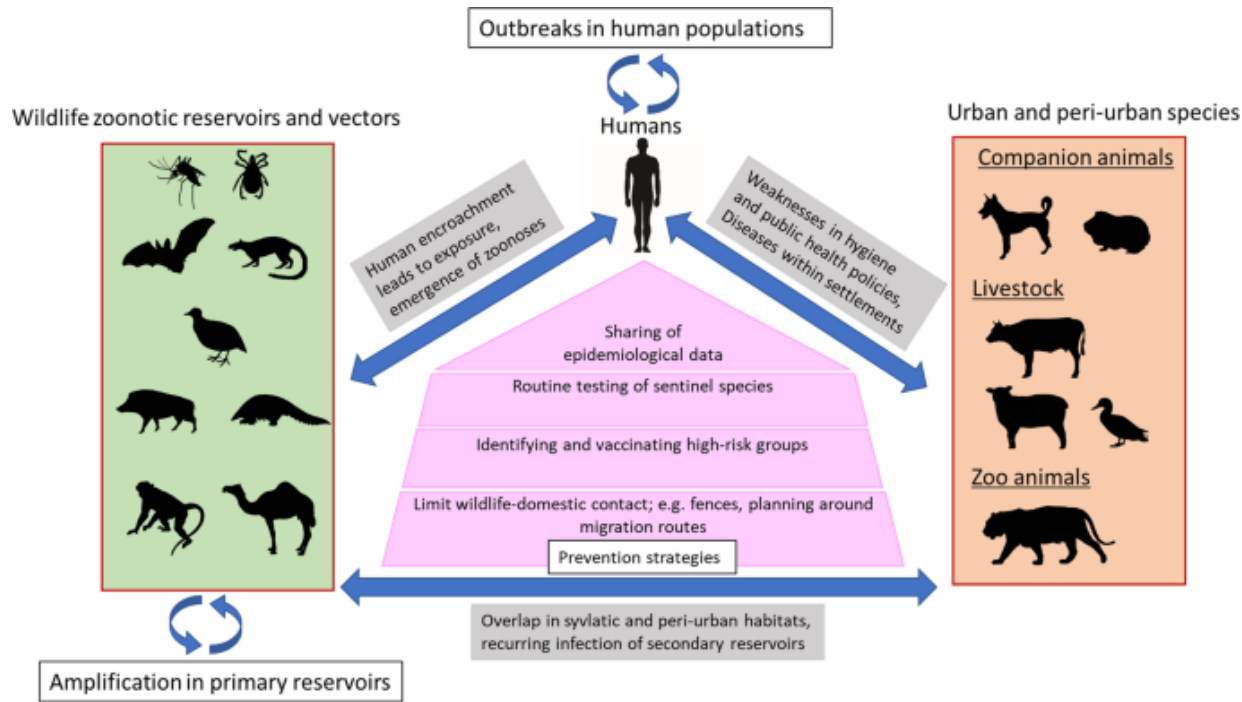 Outbreaks in human populations
Wildlife zoonotic reservoirs and vectors
Humans
Urban and peri-urban species
Human encroachment
leads to exposure,
emergence of zoonoses
Weaknesses in hygiene
and public health policies,
Diseases within settlements
Companion animals
Livestock
Zoo animals
Sharing of
epidemiological data
Routine testing of sentinel species
Identifying and vaccinating high-risk groups
Limit wildlife-domestic contact; e.g. fences, planning around
migration routes
Prevention strategies
Overlap in syvlatic and peri-urban habitats,
recurring infection of secondary reservoirs
Amplification in primary reservoirs